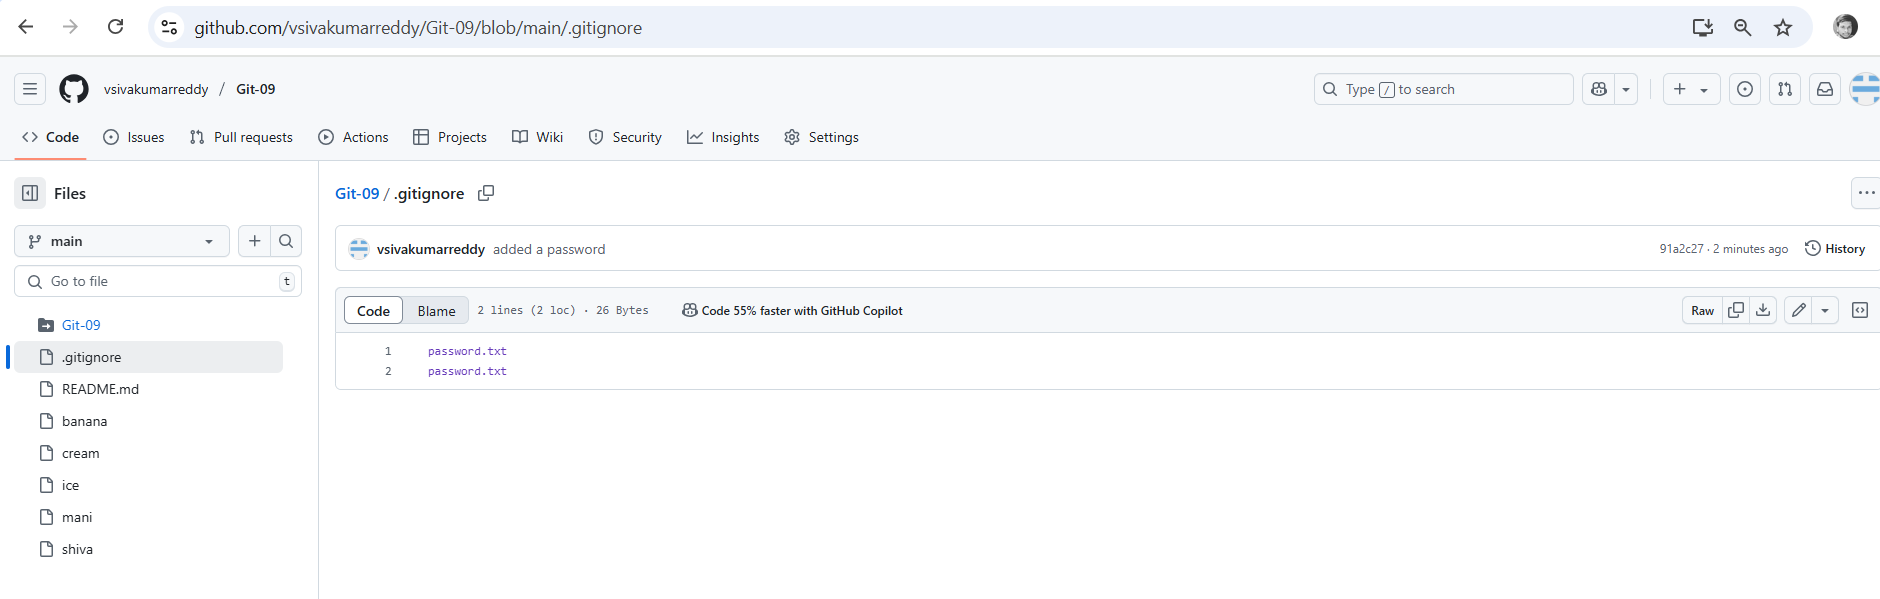 github.com/vsivakumarreddy/Git-09/blob/main/.gitignore
vsivakumarreddy / Git-09
Type / to search
Code Issues Pull requests Actions Projects Wiki Security Insights Settings
Files
main
Go to file t
Git-09
.gitignore
README.md
banana
cream
ice
mani
shiva
Git-09 / .gitignore
vsivakumarreddy added a password 91a2c27 · 2 minutes ago History
Code Blame 2 lines (2 loc) · 26 Bytes Code 55% faster with GitHub Copilot Raw
1 password.txt
2 password.txt